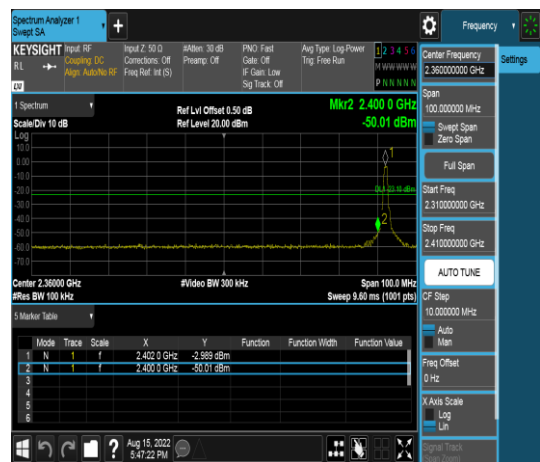 Spectrum Analyzer 1
Swept SA
+
Frequency
KEYSIGHT Input: RF Input Z: 50 Ω #Atten: 30 dB PNO: Fast Avg Type: Log-Power 1 2 3 4 5 6
RL Coupling: DC Corrections: Off Preamp: Off Gate: Off Trig: Free Run M W W W W W
Align: Auto/No RF Freq Ref: Int (S) IF Gain: Low
Sig Track: Off P N N N N N
LXI
1 Spectrum
Ref Lvl Offset 0.50 dB Mkr2 2.400 0 GHz
Scale/Div 10 dB Ref Level 20.00 dBm -50.01 dBm
Log
10.0
0.00
-10.0
-20.0
-30.0
-40.0
-50.0
-60.0
-70.0
1
DL1 -23.10 dBm
2
Center 2.36000 GHz #Video BW 300 kHz Span 100.0 MHz
#Res BW 100 kHz Sweep 9.60 ms (1001 pts)
5 Marker Table
Mode Trace Scale X Y Function Function Width Function Value
1 N 1 f 2.402 0 GHz -2.989 dBm
2 N 1 f 2.400 0 GHz -50.01 dBm
3
4
5
6
?
Aug 15, 2022
5:47:22 PM
Center Frequency
2.360000000 GHz
Settings
Span
100.000000 MHz
Swept Span
Zero Span
Full Span
Start Freq
2.310000000 GHz
Stop Freq
2.410000000 GHz
AUTO TUNE
CF Step
10.000000 MHz
Auto
Man
Freq Offset
0 Hz
X Axis Scale
Log
Lin
Signal Track
(Span Zoom)